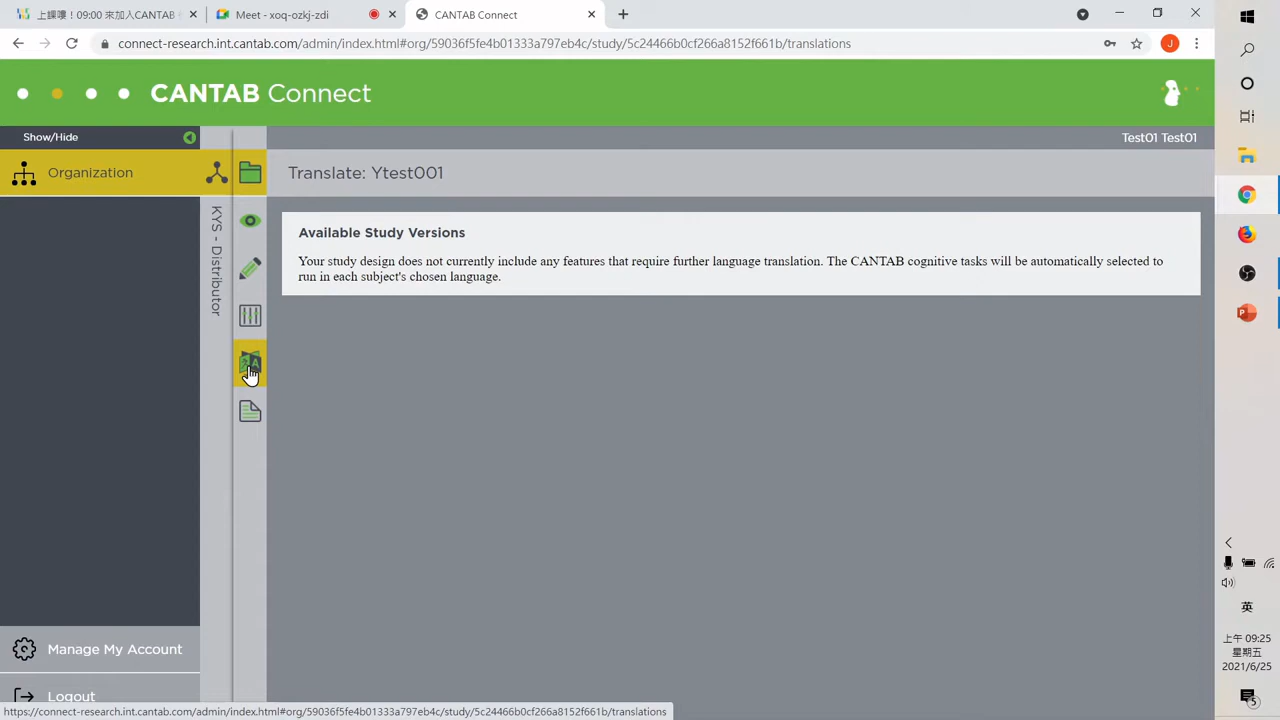 上課嘍！09:00 來加入CANTAB
Meet - xoq-ozkj-zdi
CANTAB Connect
connect-research.int.cantab.com/admin/index.html#org/59036f5fe4b01333a797eb4c/study/5c24466b0cf266a8152f661b/translations
J
CANTAB Connect
Show/Hide
Test01 Test01
Organization
Translate: Ytest001
KYS - Distributor
Available Study Versions
Your study design does not currently include any features that require further language translation. The CANTAB cognitive tasks will be automatically selected to
run in each subject's chosen language.
Manage My Account
Logout
https://connect-research.int.cantab.com/admin/index.html#org/59036f5fe4b01333a797eb4c/study/5c24466b0cf266a8152f661b/translations
英
上午 09:25
星期五
2021/6/25
5